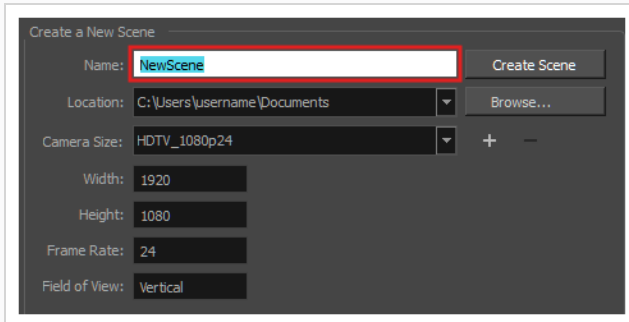 Create a New Scene
Name: NewScene Create Scene
Location: C:\Users\username\Documents Browse...
Camera Size: HDTV_1080p24
Width: 1920
Height: 1080
Frame Rate: 24
Field of View: Vertical